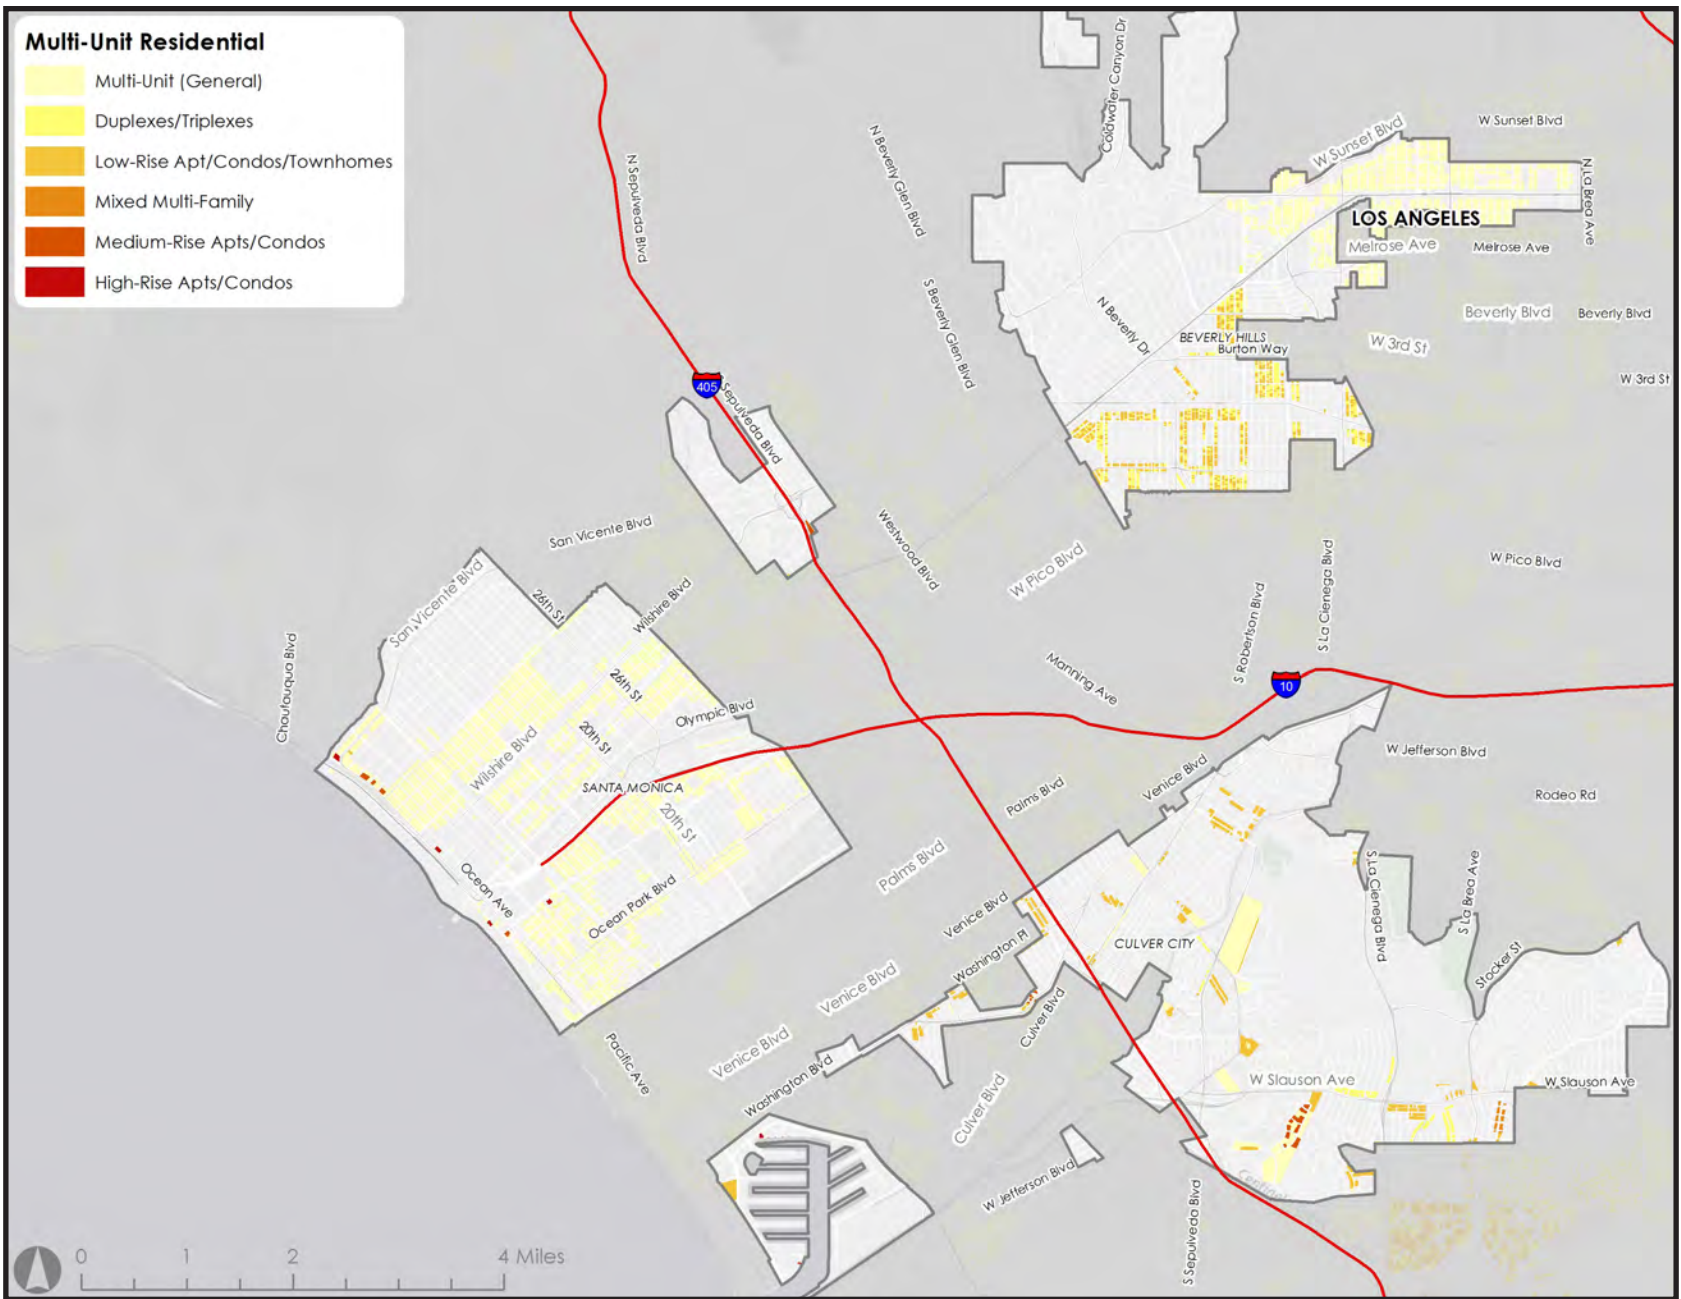 Multi-Unit Residential
Multi-Unit (General)
Duplexes/Triplexes
Low-Rise Apt/Condos/Townhomes
Mixed Multi-Family
Medium-Rise Apts/Condos
High-Rise Apts/Condos
Coldwater Canyon Dr
W Sunset Blvd
W Sunset Blvd
N Beverly Glen Blvd
N Sepulveda Blvd
N La Brea Ave
LOS ANGELES
Melrose Ave
Melrose Ave
S Beverly Glen Blvd
N Beverly Dr
Beverly Blvd
Beverly Blvd
BEVERLY HILLS
Burton Way
W 3rd St
W 3rd St
405
Sepulveda Blvd
San Vicente Blvd
Westwood Blvd
W Pico Blvd
W Pico Blvd
San Vicente Blvd
26th St
Wilshire Blvd
S Robertson Blvd
S La Cienega Blvd
Chautauqua Blvd
26th St
Manning Ave
10
Olympic Blvd
20th St
Wilshire Blvd
W Jefferson Blvd
SANTA MONICA
Palms Blvd
Venice Blvd
Rodeo Rd
20th St
Palms Blvd
Ocean Ave
Ocean Park Blvd
S La Cienega Blvd
S La Brea Ave
Venice Blvd
Washington Pl
CULVER CITY
Stocker St
Venice Blvd
Culver Blvd
Venice Blvd
Pacific Ave
Washington Blvd
W Slauson Ave
W Slauson Ave
Culver Blvd
W Jefferson Blvd
S Sepulveda Blvd
0 1 2 4 Miles